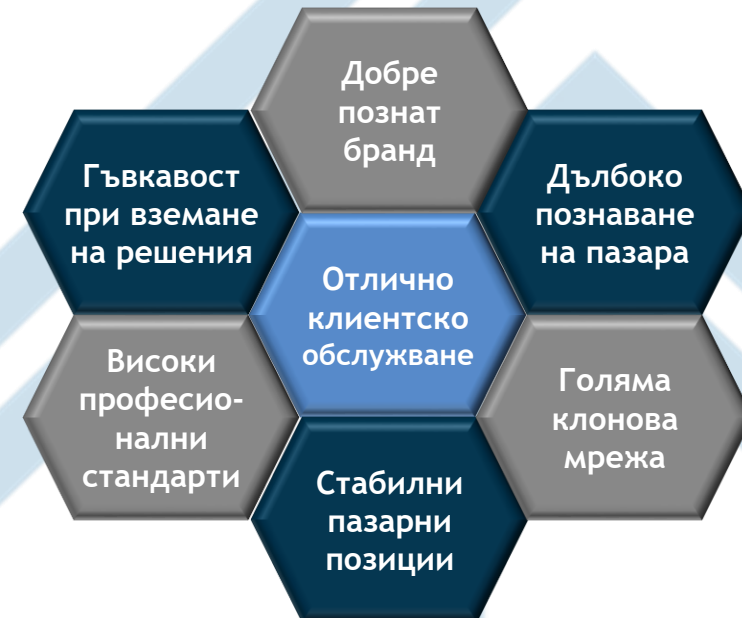 Добре
познат
бранд
Гъвкавост
при вземане
на решения
Дълбоко
познаване
на пазара
Отлично
клиентско
обслужване
Високи
професио-
нални
стандарти
Голяма
клонова
мрежа
Стабилни
пазарни
позиции